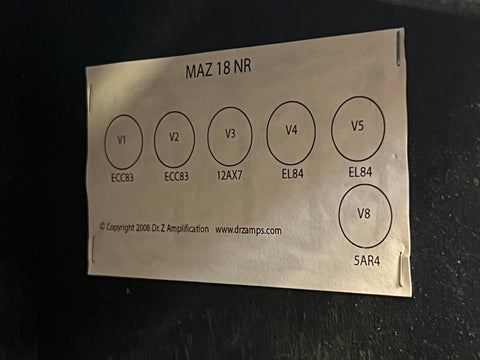 MAZ 18 NR
V1 V2 V3 V4 V5
ECC83 ECC83 12AX7 EL84 EL84
V8
© Copyright 2008 Dr. Z Amplification www.drzamps.com
5AR4